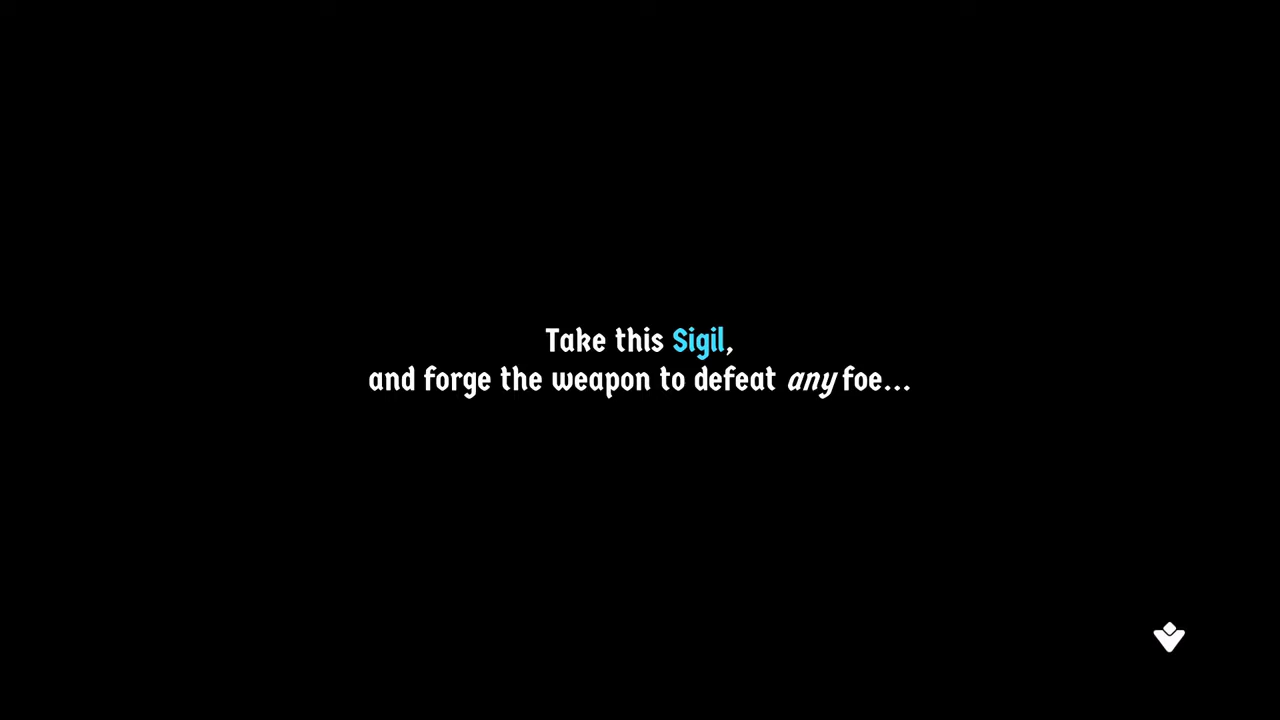 Take this Sigil,
and forge the weapon to defeat any foe...